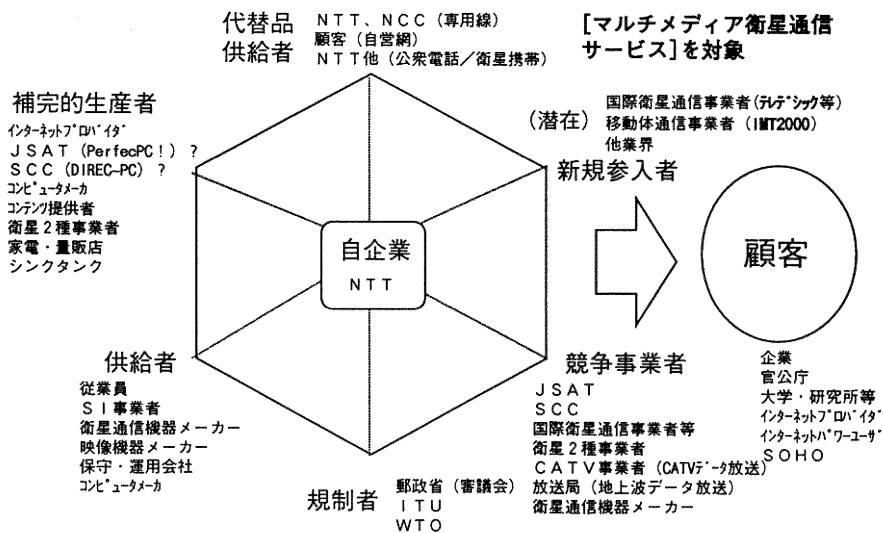 代替品
供給者
NTT、NCC（専用線）
顧客（自営網）
NTT他（公衆電話／衛星携帯）
[マルチメディア衛星通信
サービス]を対象
補完的生産者
インターネットプロバイダ
JSAT（PerfecPC！）？
SCC（DIREC-PC）？
コンピュータメーカ
コンテンツ提供者
衛星2種事業者
家電・量販店
シンクタンク
（潜在）
国際衛星通信事業者（テレデシック等）
移動体通信事業者（IMT2000）
他業界
新規参入者
自企業
NTT
顧客
企業
官公庁
大学・研究所等
インターネットプロバイダ
インターネットパワーユーザ
SOHO
供給者
従業員
SI事業者
衛星通信機器メーカー
映像機器メーカー
保守・運用会社
コンピュータメーカ
競争事業者
JSAT
SCC
国際衛星通信事業者等
衛星2種事業者
CATV事業者（CATVデータ放送）
放送局（地上波データ放送）
衛星通信機器メーカー
規制者
郵政省（審議会）
ITU
WTO